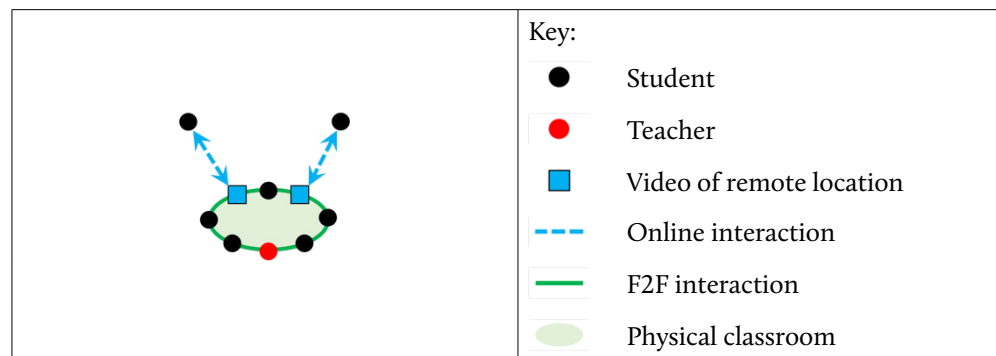 Key:
Student
Teacher
Video of remote location
Online interaction
F2F interaction
Physical classroom